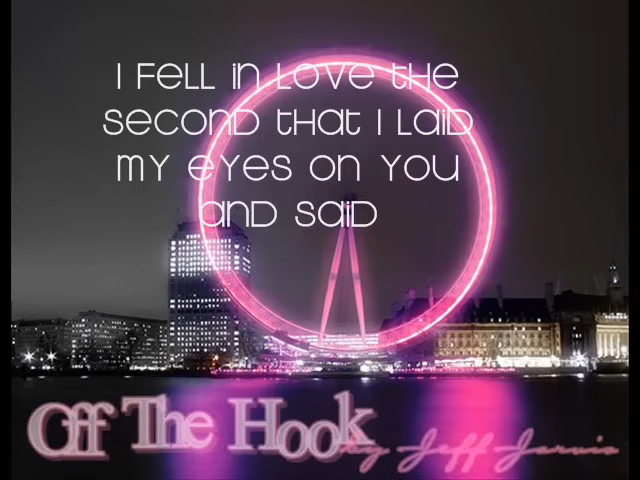 I FELL IN LOVE THE
SECOND THAT I LAID
MY EYES ON YOU
AND SAID
Off The Hook
by Jeff Jarvis